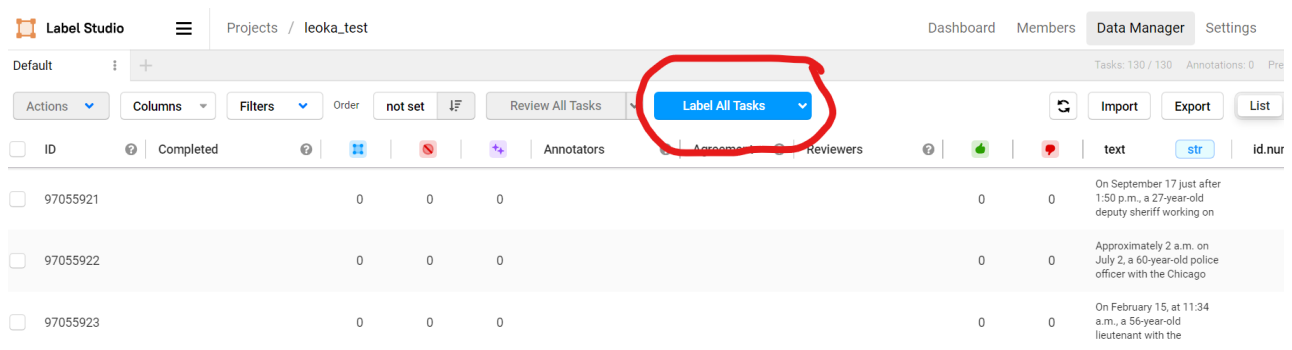 Label Studio Projects / leoka_test Dashboard Members Data Manager Settings
Default Tasks: 130 / 130 Annotations: 0 Pre
Actions Columns Filters Order not set Review All Tasks Label All Tasks Import Export List
ID Completed Annotators Agreement Reviewers text str id.nur
97055921 0 0 0 0 0 On September 17 just after
1:50 p.m., a 27-year-old
deputy sheriff working on
97055922 0 0 0 0 0 Approximately 2 a.m. on
July 2, a 60-year-old police
officer with the Chicago
97055923 0 0 0 0 0 On February 15, at 11:34
a.m., a 56-year-old
lieutenant with the